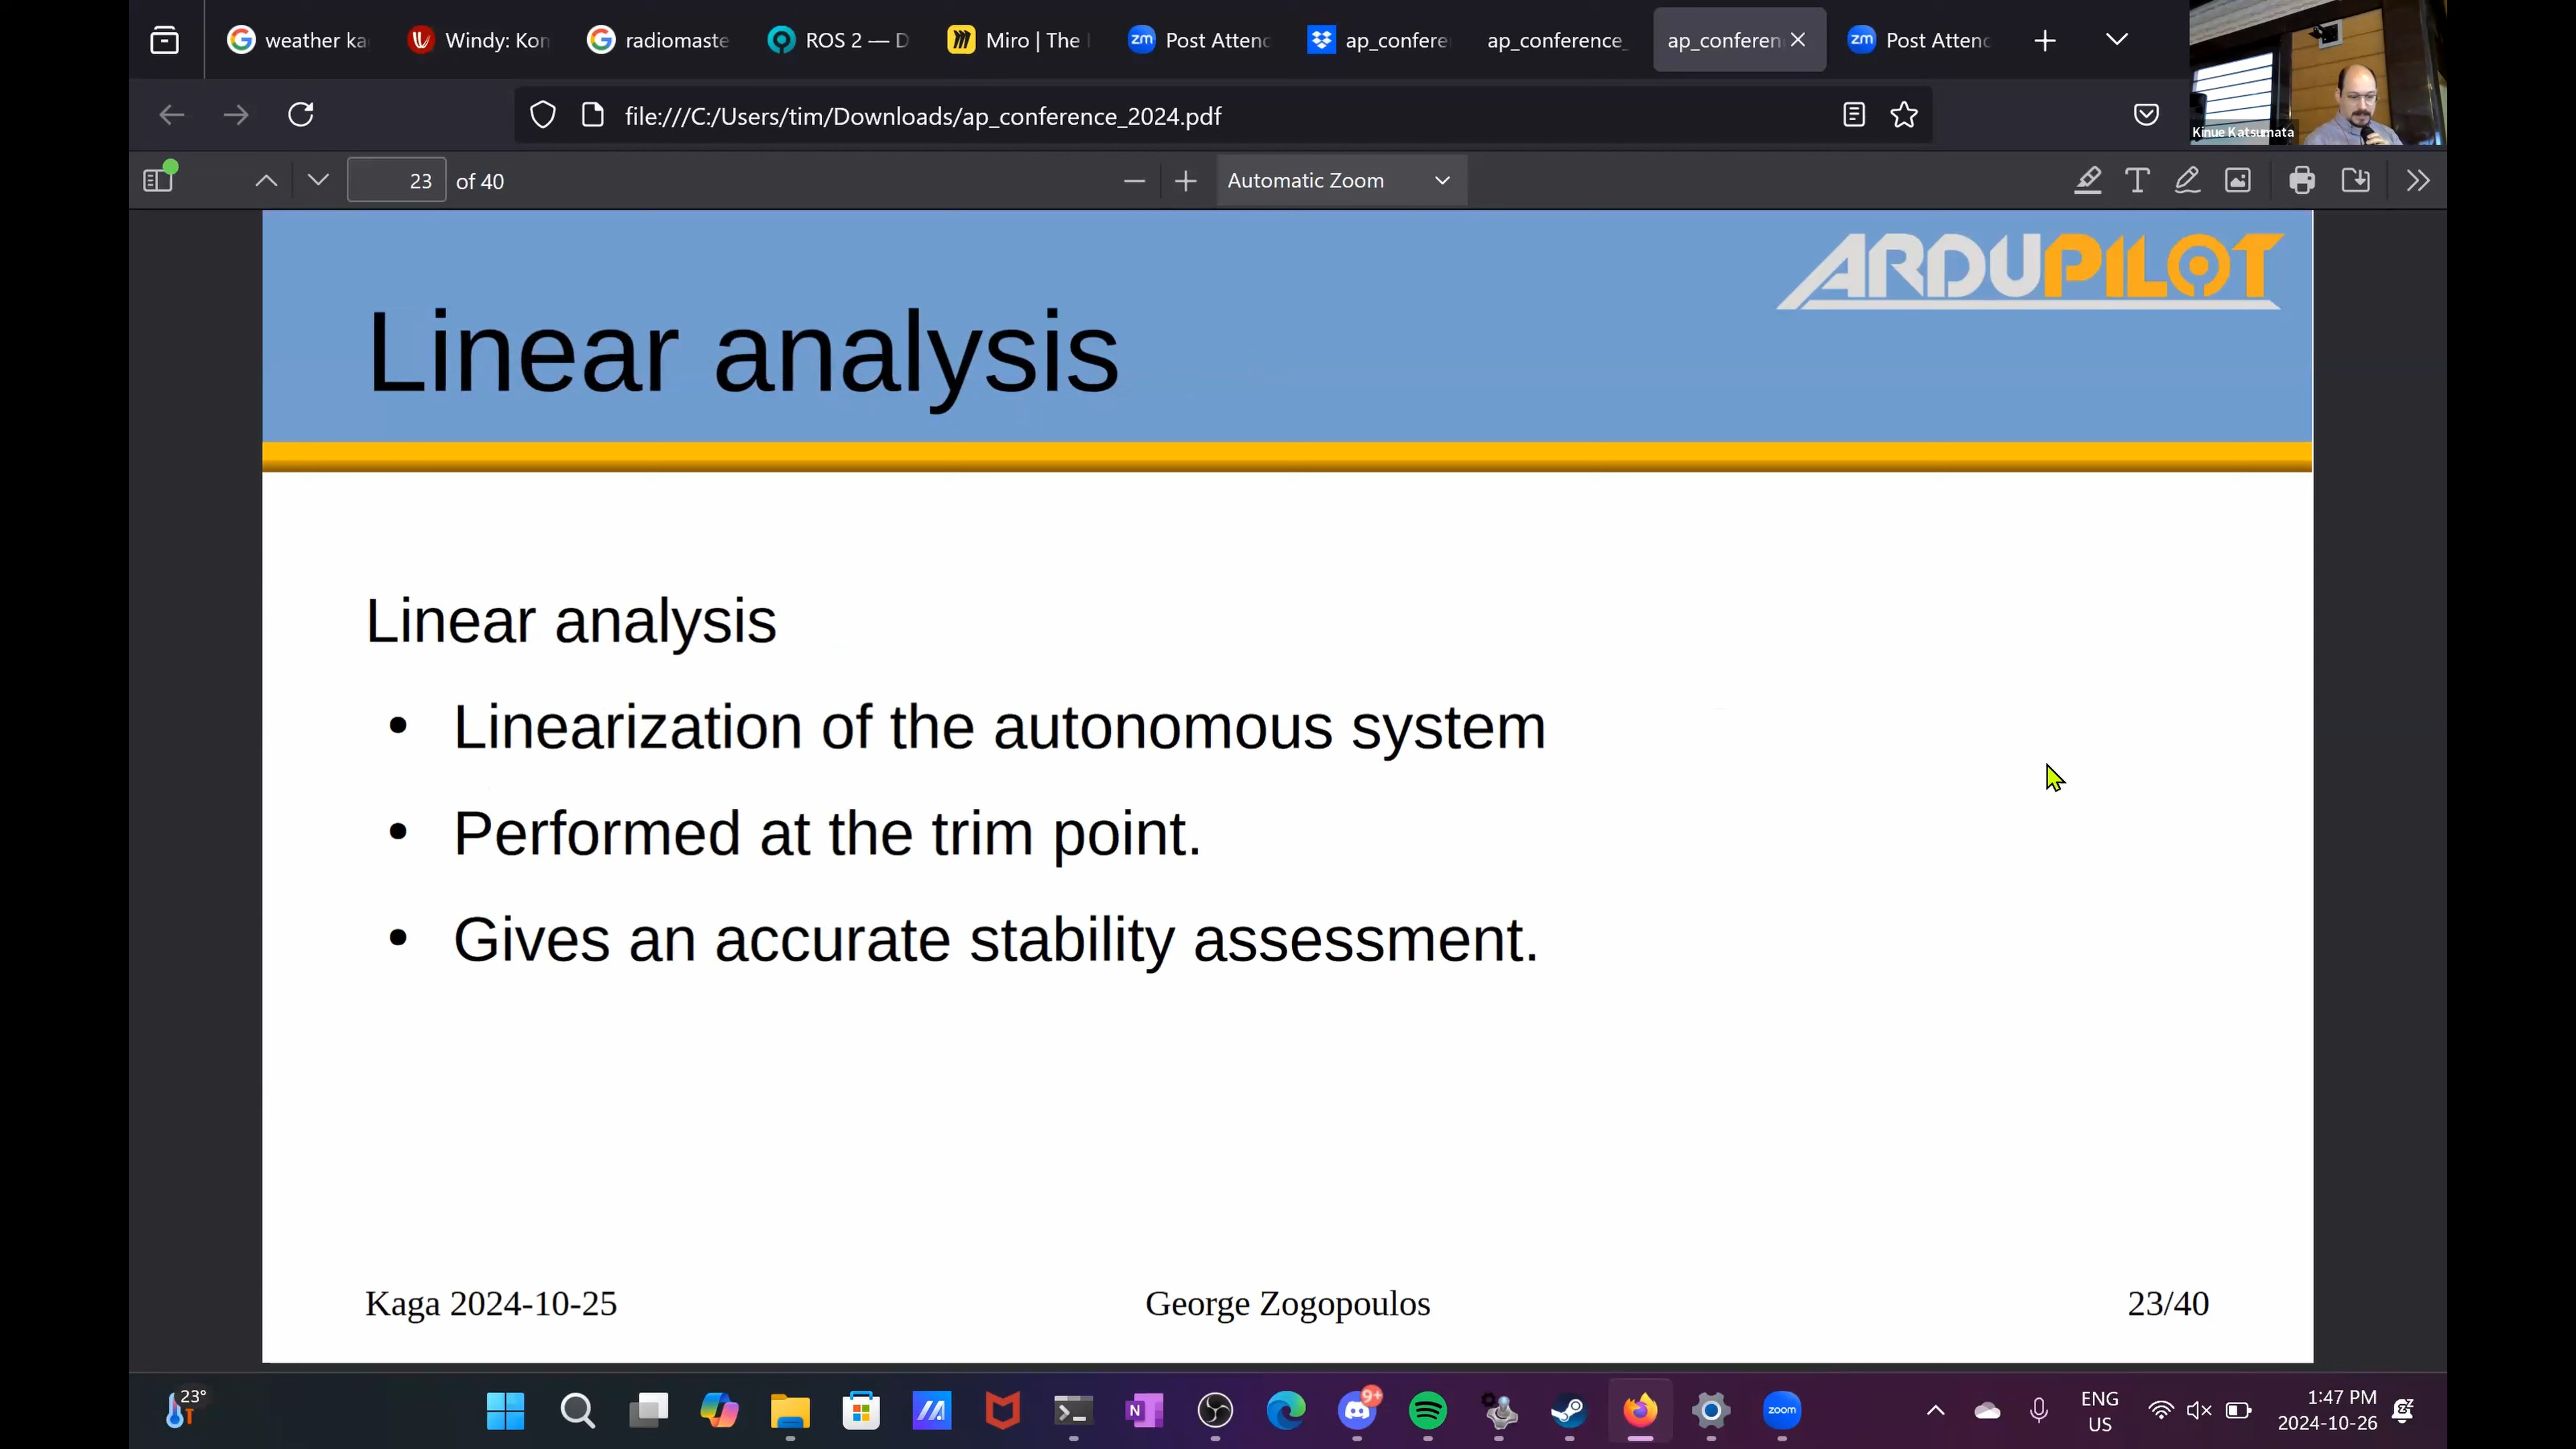 weather ka
Windy: Kon
radiomaste
ROS 2 — D
Miro | The
Post Attenc
ap_confere
ap_conference_
ap_conferen
Post Attenc
Kinue Katsumata
file:///C:/Users/tim/Downloads/ap_conference_2024.pdf
23 of 40
Automatic Zoom
ARDUPILOT
Linear analysis
Linear analysis
• Linearization of the autonomous system
• Performed at the trim point.
• Gives an accurate stability assessment.
Kaga 2024-10-25
George Zogopoulos
23/40
23°
9+
zoom
ENG
US
1:47 PM
2024-10-26